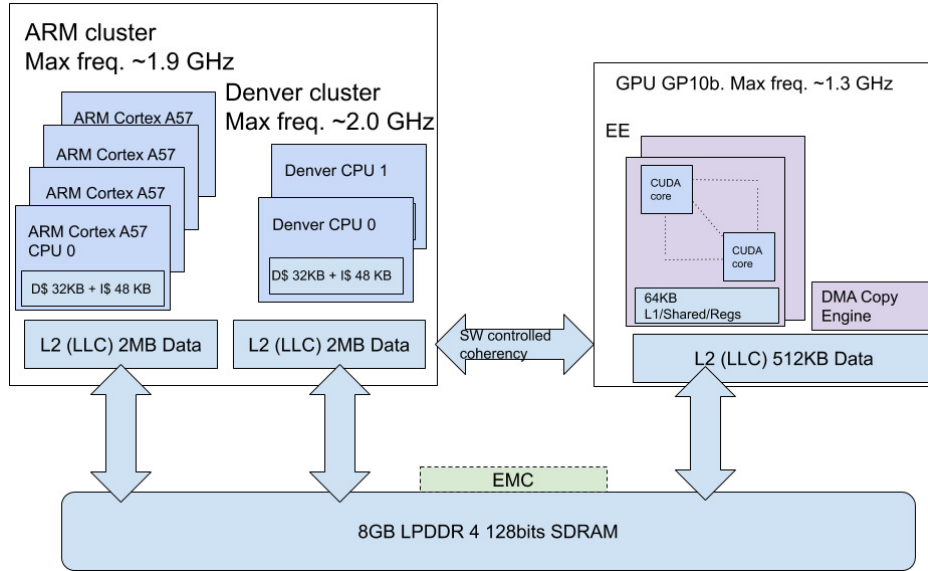 ARM cluster
Max freq. ~1.9 GHz
Denver cluster
Max freq. ~2.0 GHz
ARM Cortex A57
ARM Cortex A57
ARM Cortex A57
ARM Cortex A57
CPU 0
D$ 32KB + I$ 48 KB
Denver CPU 1
Denver CPU 0
D$ 32KB + I$ 48 KB
L2 (LLC) 2MB Data
L2 (LLC) 2MB Data
SW controlled
coherency
GPU GP10b. Max freq. ~1.3 GHz
EE
CUDA
core
CUDA
core
64KB
L1/Shared/Regs
DMA Copy
Engine
L2 (LLC) 512KB Data
EMC
8GB LPDDR 4 128bits SDRAM